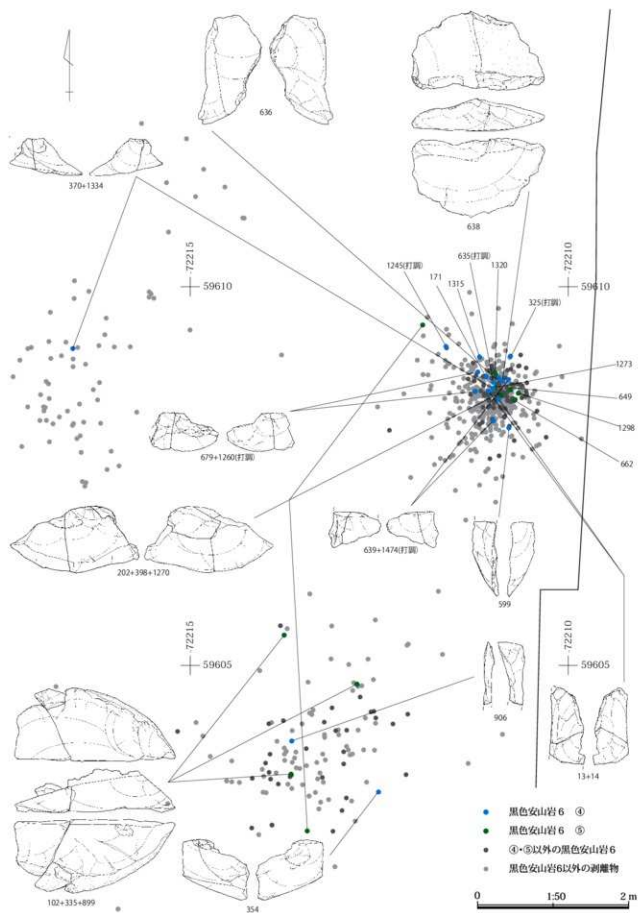 636
638
370+1334
-72215
59610
-72210
59610
1245(打調)
635(打調)
1320
171
1315
325(打調)
1273
649
1298
662
679+1260(打調)
639+1474(打調)
599
202+398+1270
-72215
59605
-72210
59605
906
13+14
102+335+899
354
黒色安山岩6 ④
黒色安山岩6 ⑤
④・⑤以外の黒色安山岩6
黒色安山岩6以外の剥離物
0 1:50 2 m